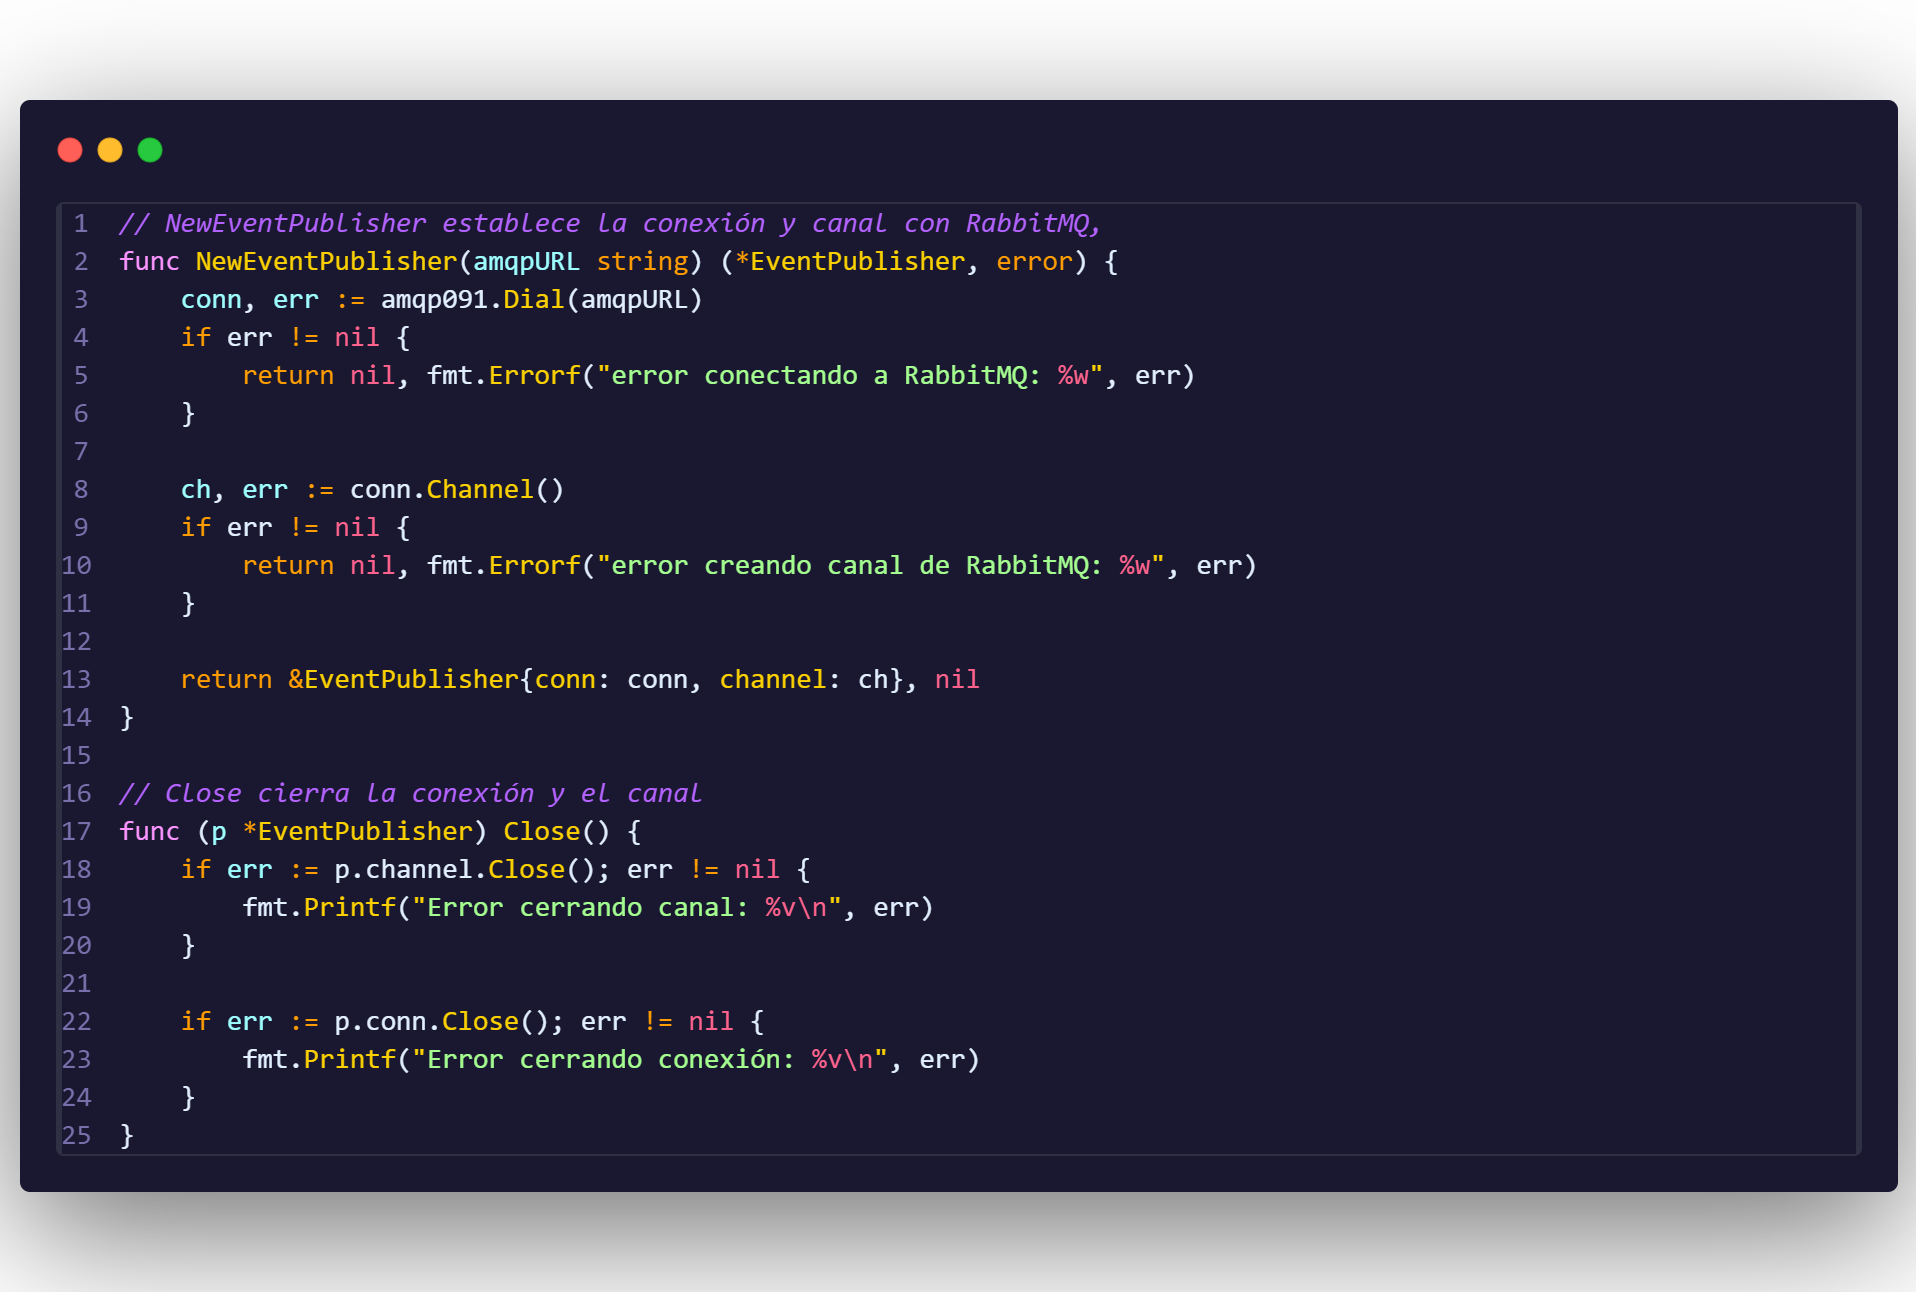 1 // NewEventPublisher establece la conexión y canal con RabbitMQ,
2 func NewEventPublisher(amqpURL string) (*EventPublisher, error) {
3     conn, err := amqp091.Dial(amqpURL)
4     if err != nil {
5         return nil, fmt.Errorf("error conectando a RabbitMQ: %w", err)
6     }
7
8     ch, err := conn.Channel()
9     if err != nil {
10         return nil, fmt.Errorf("error creando canal de RabbitMQ: %w", err)
11     }
12
13     return &EventPublisher{conn: conn, channel: ch}, nil
14 }
15
16 // Close cierra la conexión y el canal
17 func (p *EventPublisher) Close() {
18     if err := p.channel.Close(); err != nil {
19         fmt.Printf("Error cerrando canal: %v\n", err)
20     }
21
22     if err := p.conn.Close(); err != nil {
23         fmt.Printf("Error cerrando conexión: %v\n", err)
24     }
25 }